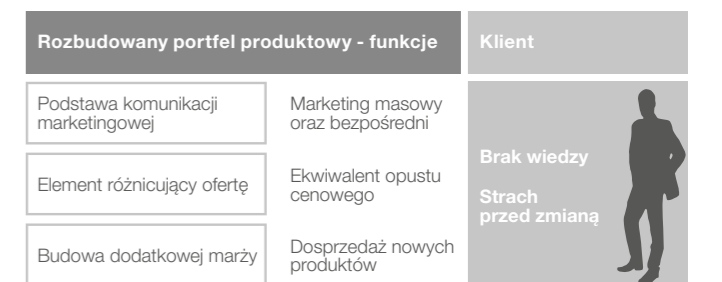 Rozbudowany portfel produktowy - funkcje
Klient
Podstawa komunikacji
marketingowej
Marketing masowy
oraz bezpośredni
Element różnicujący ofertę
Ekwiwalent opustu
cenowego
Budowa dodatkowej marży
Dosprzedaż nowych
produktów
Brak wiedzy
Strach
przed zmianą